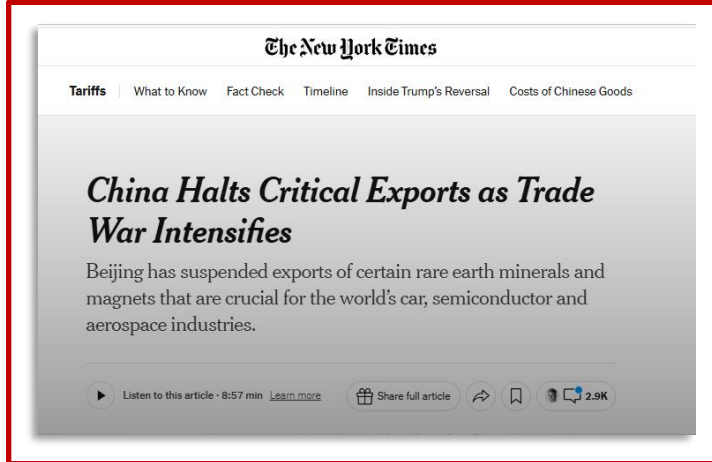 The New York Times
Tariffs What to Know Fact Check Timeline Inside Trump's Reversal Costs of Chinese Goods
China Halts Critical Exports as Trade
War Intensifies
Beijing has suspended exports of certain rare earth minerals and
magnets that are crucial for the world's car, semiconductor and
aerospace industries.
Listen to this article · 8:57 min Learn more Share full article 2.9K